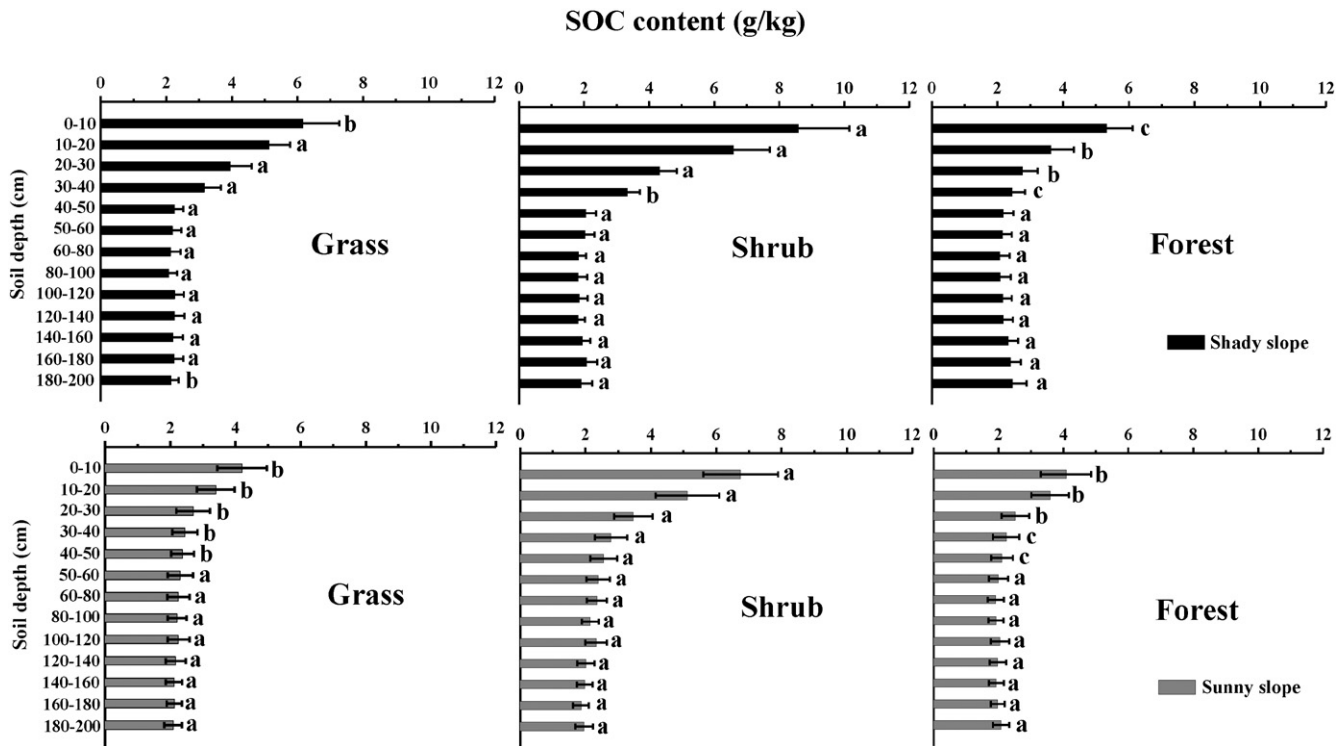 SOC content (g/kg)
0 2 4 6 8 10 12
0 2 4 6 8 10 12
0 2 4 6 8 10 12
Soil depth (cm)
0-10 b a c
10-20 a a b
20-30 a a b
30-40 a b c
40-50 a a a
50-60 a a a
60-80 a a a
80-100 a a a
100-120 a a a
120-140 a a a
140-160 a a a
160-180 a a a
180-200 b a a
Grass Shrub Forest
Shady slope
0 2 4 6 8 10 12
0 2 4 6 8 10 12
0 2 4 6 8 10 12
Soil depth (cm)
0-10 b a b
10-20 b a b
20-30 b a b
30-40 b a c
40-50 b a c
50-60 a a a
60-80 a a a
80-100 a a a
100-120 a a a
120-140 a a a
140-160 a a a
160-180 a a a
180-200 a a a
Grass Shrub Forest
Sunny slope